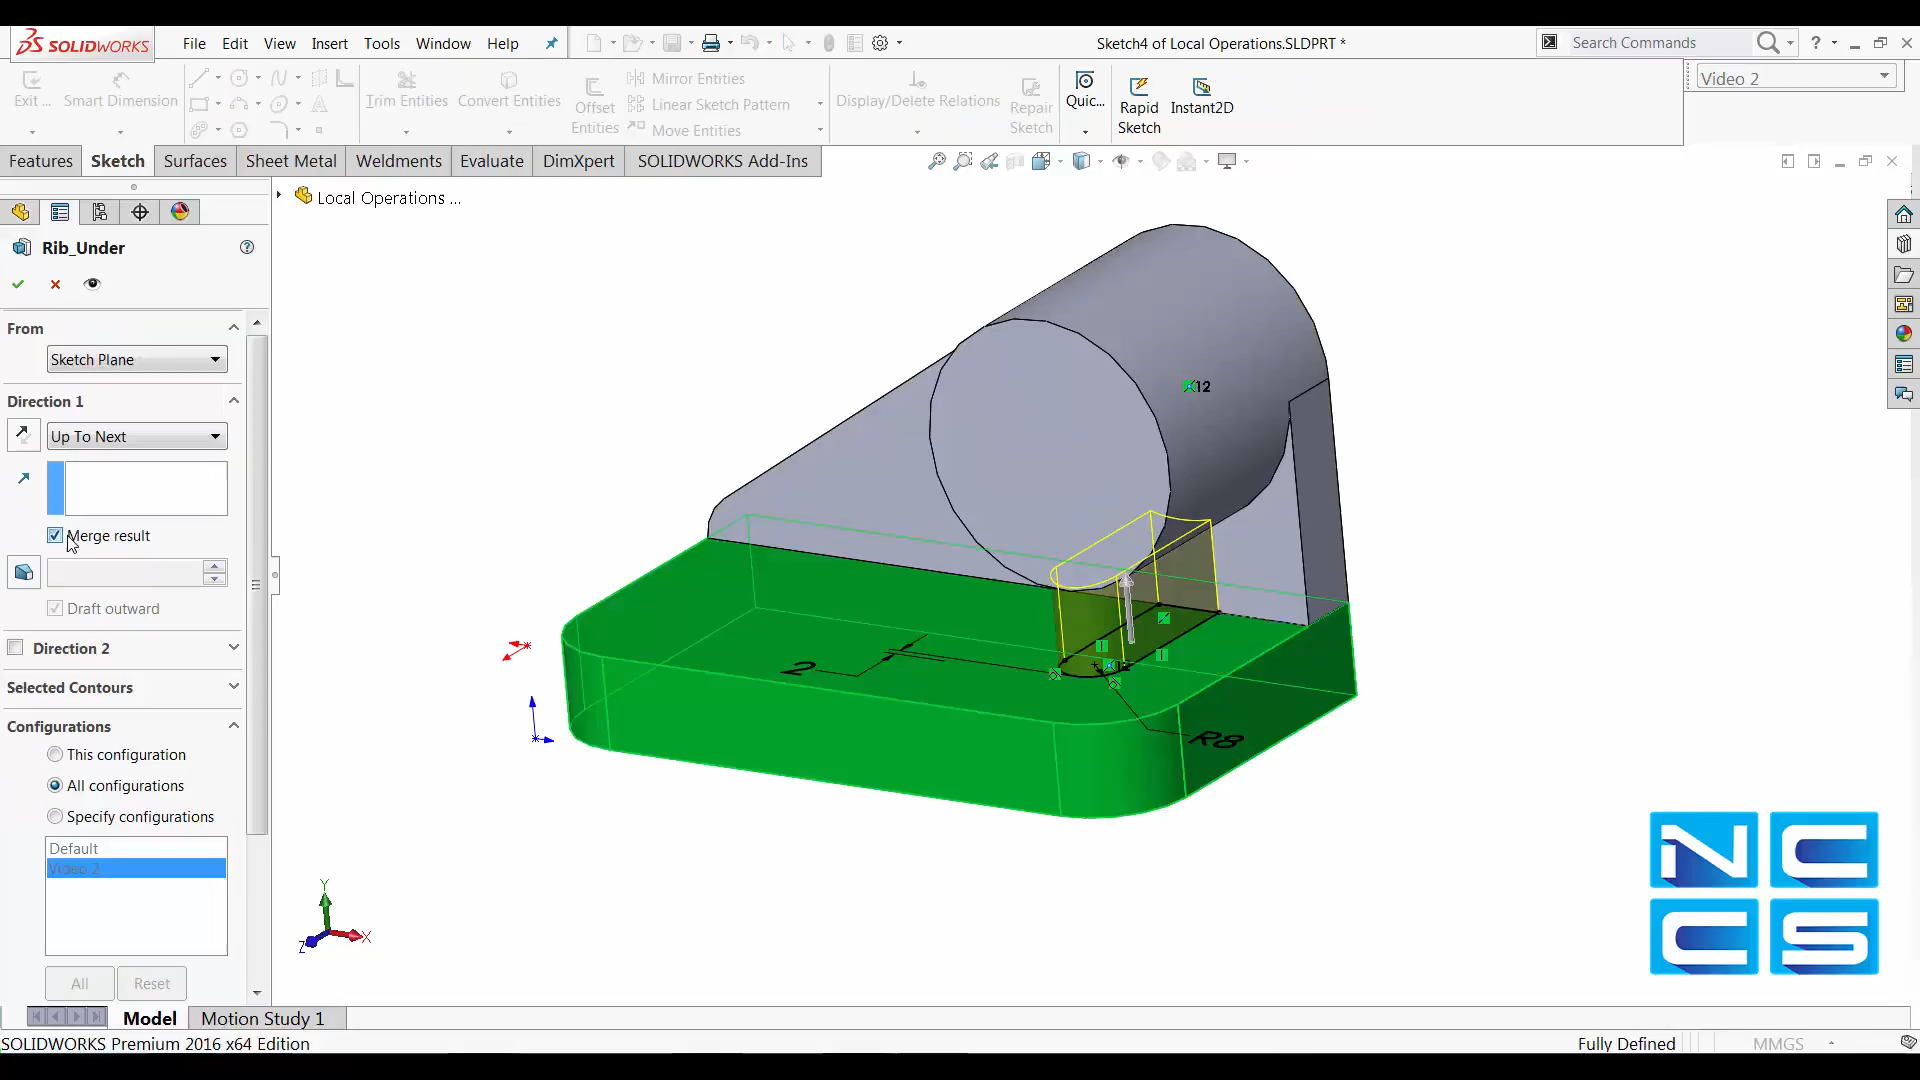 SOLIDWORKS
File Edit View Insert Tools Window Help
Sketch4 of Local Operations.SLDPRT *
Search Commands
Exit ...
Smart Dimension
Trim Entities
Convert Entities
Offset Entities
Mirror Entities
Linear Sketch Pattern
Move Entities
Display/Delete Relations
Repair Sketch
Quic...
Rapid Sketch
Instant2D
Video 2
Features Sketch Surfaces Sheet Metal Weldments Evaluate DimXpert SOLIDWORKS Add-Ins
Local Operations ...
Rib_Under
From
Sketch Plane
Direction 1
Up To Next
Merge result
Draft outward
Direction 2
Selected Contours
Configurations
This configuration
All configurations
Specify configurations
Default
Video 2
All Reset
12
2
R8
Y
X
Z
NC
CS
Model Motion Study 1
SOLIDWORKS Premium 2016 x64 Edition
Fully Defined
MMGS